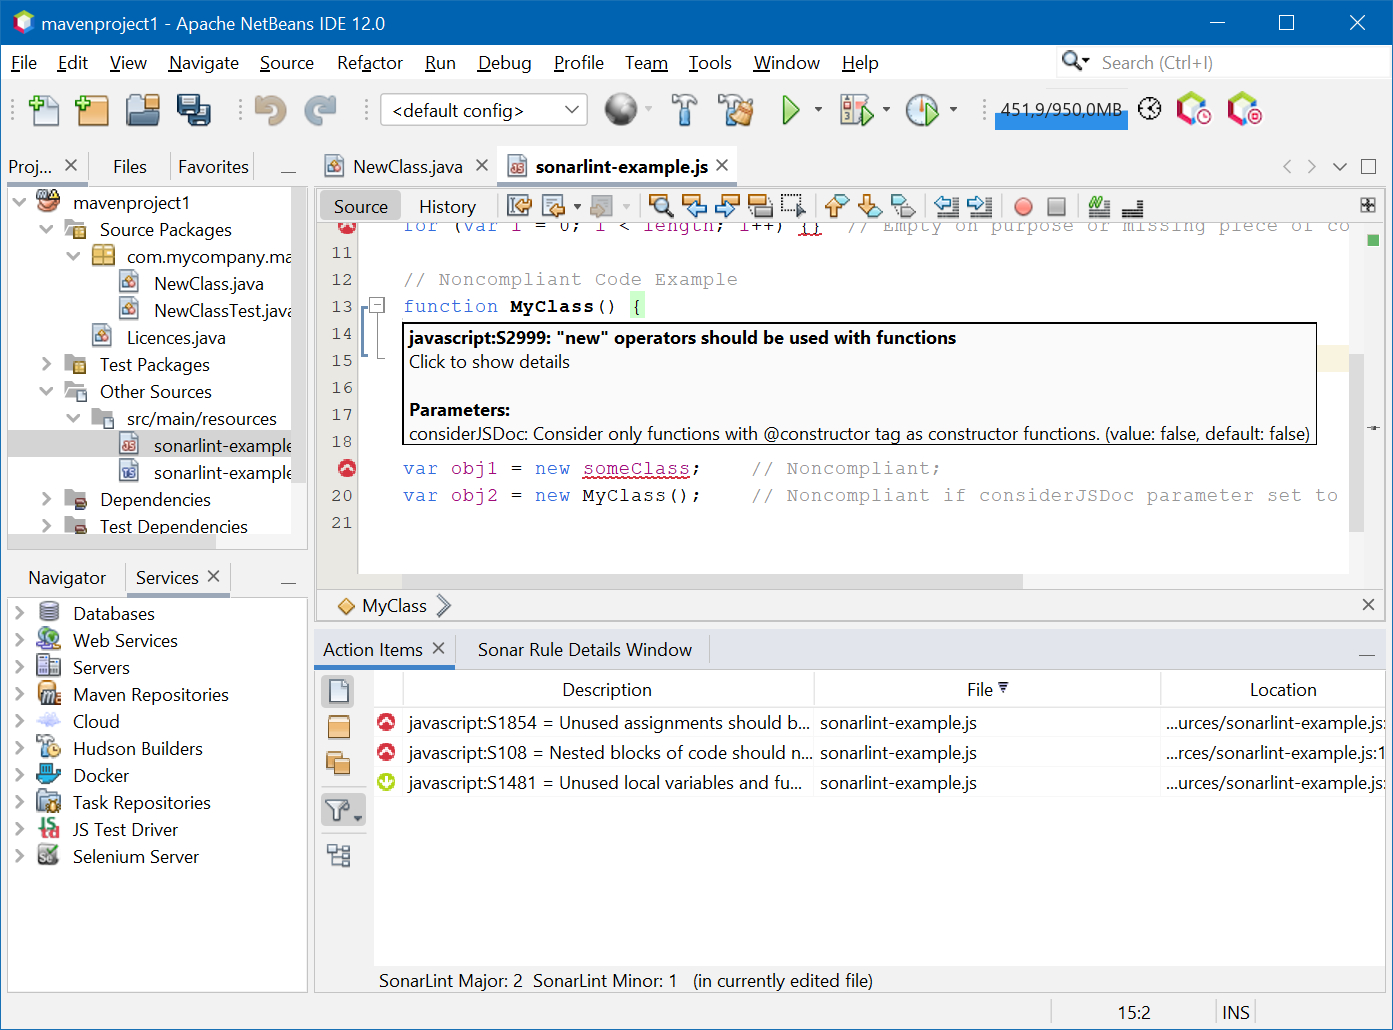 mavenproject1 - Apache NetBeans IDE 12.0
File Edit View Navigate Source Refactor Run Debug Profile Team Tools Window Help
Search (Ctrl+I)
<default config>
451,9/950,0MB
Proj... Files Favorites
NewClass.java sonarlint-example.js
Source History
mavenproject1
Source Packages
com.mycompany.ma
NewClass.java
NewClassTest.java
Licences.java
Test Packages
Other Sources
src/main/resources
sonarlint-example
sonarlint-example
Dependencies
Test Dependencies
for (var i = 0; i < length; i++) {} // Empty on purpose or missing piece of co
11
12 // Noncompliant Code Example
13 function MyClass() {
14
15
16
17
18
javascript:S2999: "new" operators should be used with functions
Click to show details
Parameters:
considerJSDoc: Consider only functions with @constructor tag as constructor functions. (value: false, default: false)
var obj1 = new someClass; // Noncompliant;
20 var obj2 = new MyClass(); // Noncompliant if considerJSDoc parameter set to
21
MyClass
Navigator Services
Databases
Web Services
Servers
Maven Repositories
Cloud
Hudson Builders
Docker
Task Repositories
JS Test Driver
Selenium Server
Action Items Sonar Rule Details Window
Description File Location
javascript:S1854 = Unused assignments should b... sonarlint-example.js ...urces/sonarlint-example.js:
javascript:S108 = Nested blocks of code should n... sonarlint-example.js ...rces/sonarlint-example.js:1
javascript:S1481 = Unused local variables and fu... sonarlint-example.js ...urces/sonarlint-example.js:
SonarLint Major: 2 SonarLint Minor: 1 (in currently edited file)
15:2 INS